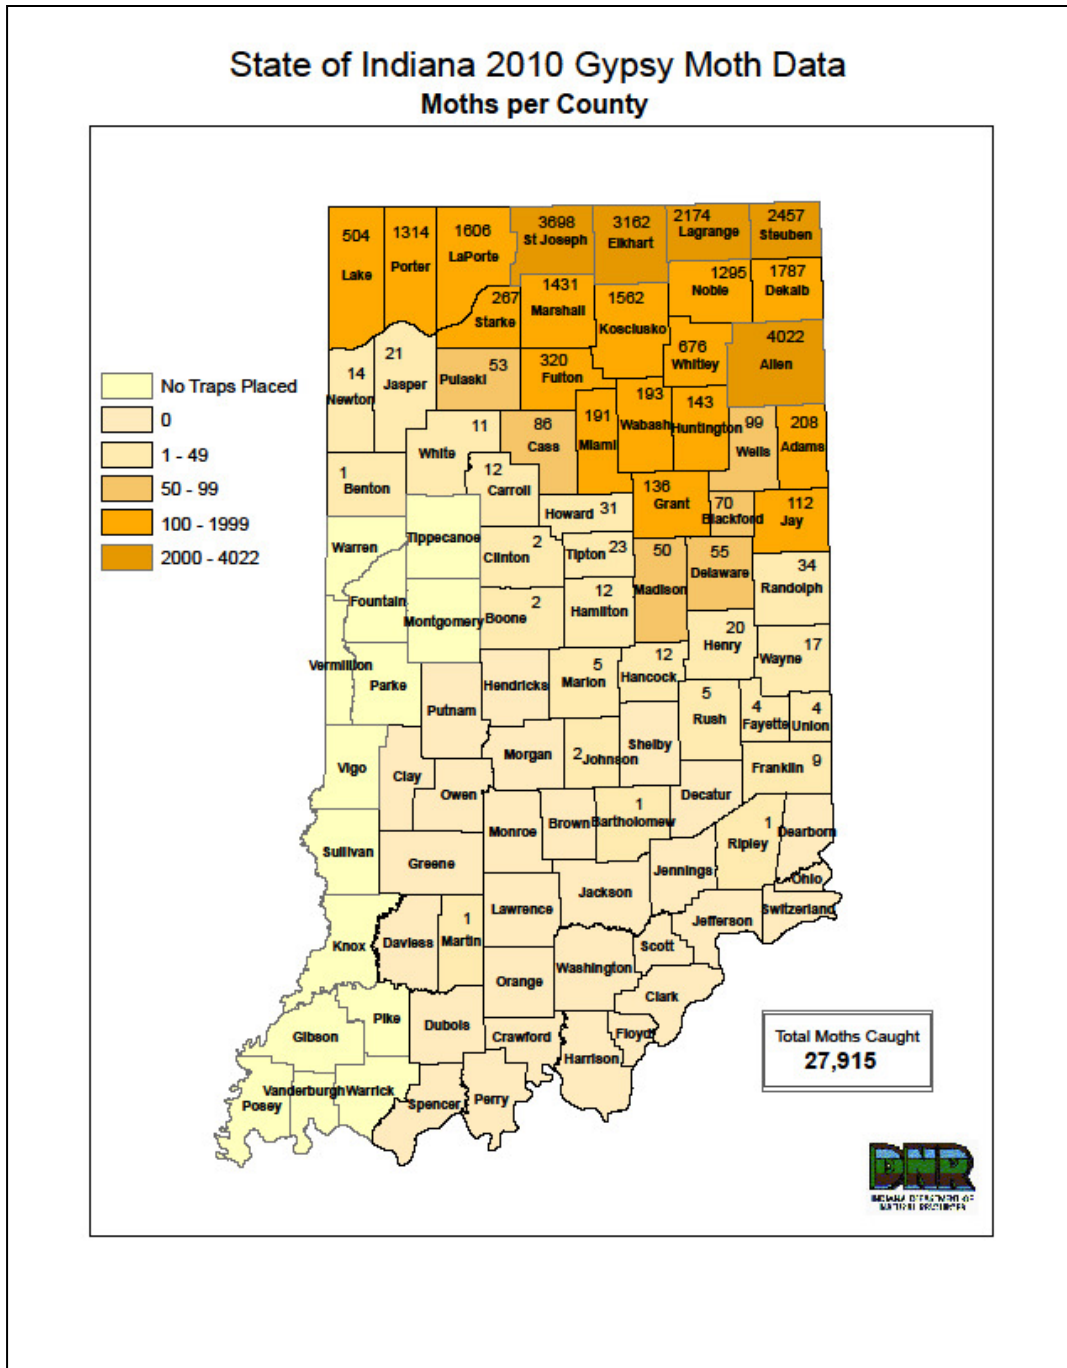 State of Indiana 2010 Gypsy Moth Data
Moths per County
504
Lake
1314
Porter
1606
LaPorte
3698
St Joseph
3162
Elkhart
2174
Lagrange
2457
Steuben
267
Starke
1431
Marshall
1562
Kosciusko
1295
Noble
1787
Dekalb
676
Whitley
4022
Allen
14
Newton
21
Jasper
53
Pulaski
320
Fulton
No Traps Placed
0
1 - 49
50 - 99
100 - 1999
2000 - 4022
11
White
86
Cass
191
Miami
193
Wabash
143
Huntington
99
Wells
208
Adams
1
Benton
12
Carroll
Howard 31
136
Grant
70
Blackford
112
Jay
Warren
Tippecanoe
2
Clinton
Tipton 23
50
Madison
55
Delaware
34
Randolph
Fountain
Montgomery
2
Boone
12
Hamilton
20
Henry
17
Wayne
Vermillion
Parke
Putnam
Hendricks
5
Marion
12
Hancock
5
Rush
4
Fayette
4
Union
Vigo
Clay
Owen
Morgan
2 Johnson
Shelby
Decatur
Franklin 9
Sullivan
Greene
Monroe
Brown
1
Bartholomew
Jennings
1
Ripley
Dearborn
Ohio
Switzerland
Knox
Daviess
1
Martin
Lawrence
Jackson
Jefferson
Scott
Orange
Washington
Clark
Gibson
Pike
Dubois
Crawford
Floyd
Harrison
Posey
Vanderburgh
Warrick
Spencer
Perry
Total Moths Caught
27,915
DNR
INDIANA DEPARTMENT OF
NATURAL RESOURCES